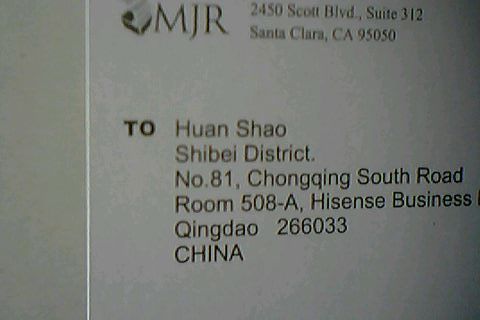 MJR
2450 Scott Blvd., Suite 312
Santa Clara, CA 95050
TO Huan Shao
Shibei District.
No.81, Chongqing South Road
Room 508-A, Hisense Business
Qingdao 266033
CHINA